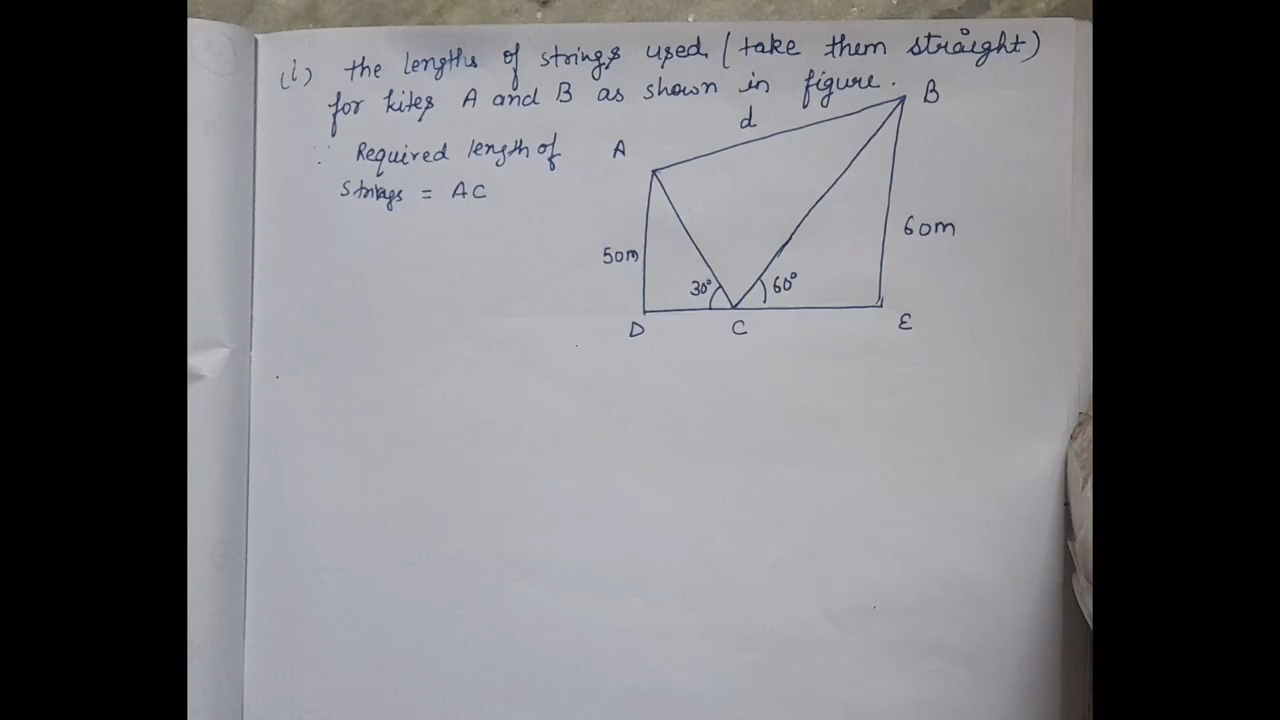 (i) the lengths of strings used (take them straight)
for kites A and B as shown in figure.
∴ Required length of
strings = AC
A
d
B
50m
60m
30°
60°
D
C
E